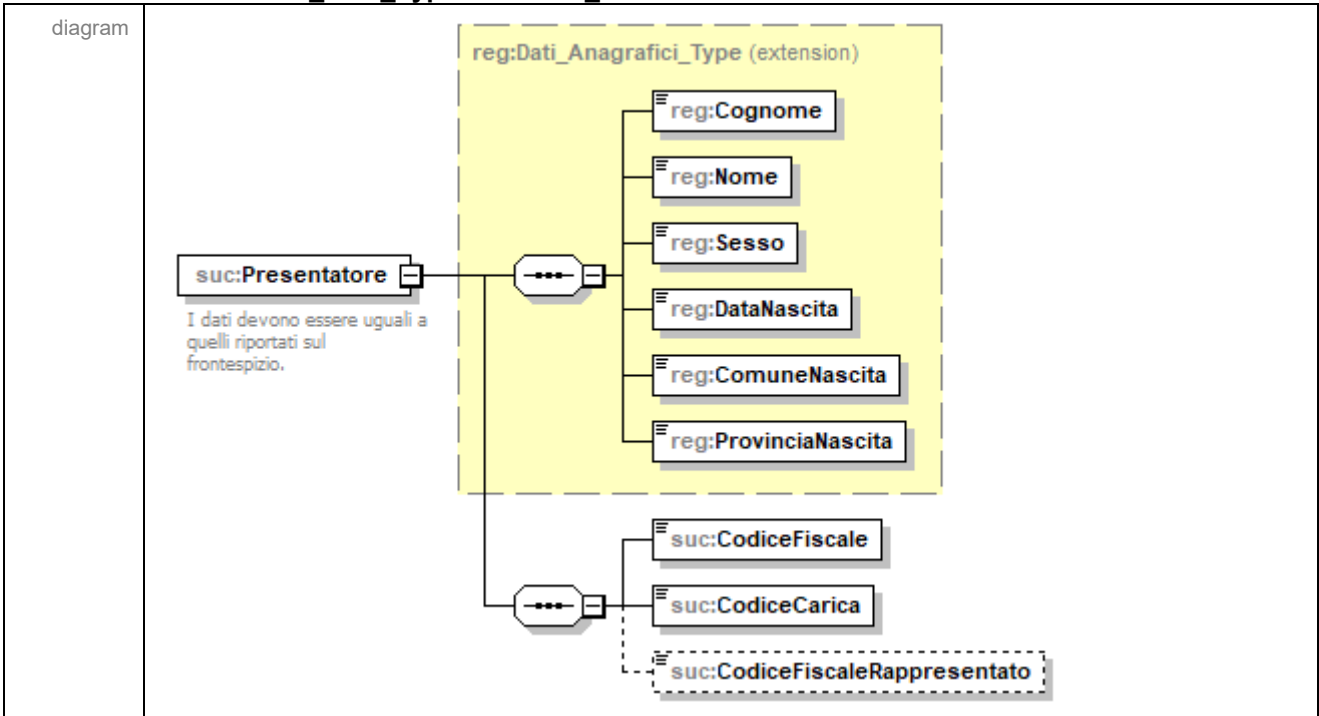 diagram
reg:Dati_Anagrafici_Type (extension)
reg:Cognome
reg:Nome
reg:Sesso
suc:Presentatore
I dati devono essere uguali a
quelli riportati sul
frontespizio.
reg:DataNascita
reg:ComuneNascita
reg:ProvinciaNascita
suc:CodiceFiscale
suc:CodiceCarica
suc:CodiceFiscaleRappresentato